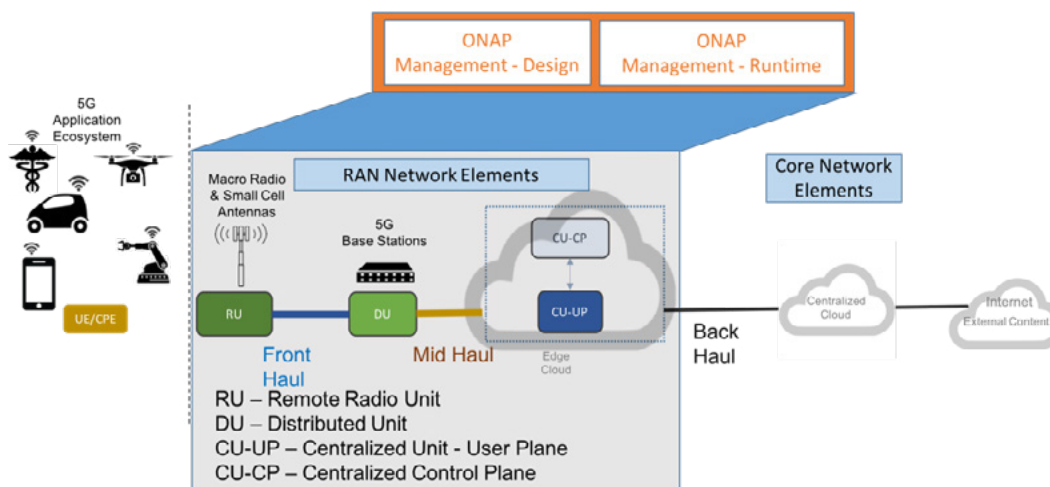 ONAP
Management - Design
ONAP
Management - Runtime
5G
Application
Ecosystem
UE/CPE
RAN Network Elements
Macro Radio
& Small Cell
Antennas
5G
Base Stations
RU
DU
CU-CP
CU-UP
Edge
Cloud
Front
Haul
Mid Haul
Back
Haul
Core Network
Elements
Centralized
Cloud
Internet
External Content
RU – Remote Radio Unit
DU – Distributed Unit
CU-UP – Centralized Unit - User Plane
CU-CP – Centralized Control Plane